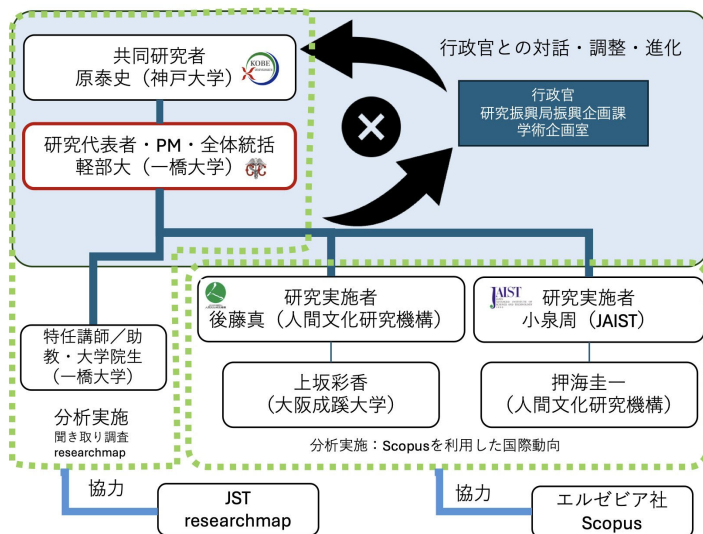 共同研究者
原泰史（神戸大学）
KOBE
行政官との対話・調整・進化
行政官
研究振興局振興企画課
学術企画室
研究代表者・PM・全体統括
軽部大（一橋大学）
特任講師／助
教・大学院生
（一橋大学）
分析実施
聞き取り調査
researchmap
研究実施者
後藤真（人間文化研究機構）
JAIST
研究実施者
小泉周（JAIST）
上坂彩香
（大阪成蹊大学）
押海圭一
（人間文化研究機構）
分析実施：Scopusを利用した国際動向
協力
JST
researchmap
協力
エルゼビア社
Scopus